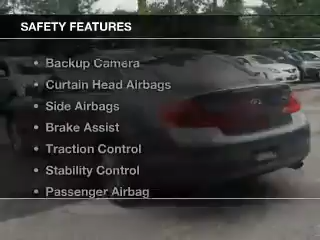 SAFETY FEATURES
• Backup Camera
• Curtain Head Airbags
• Side Airbags
• Brake Assist
• Traction Control
• Stability Control
• Passenger Airbag